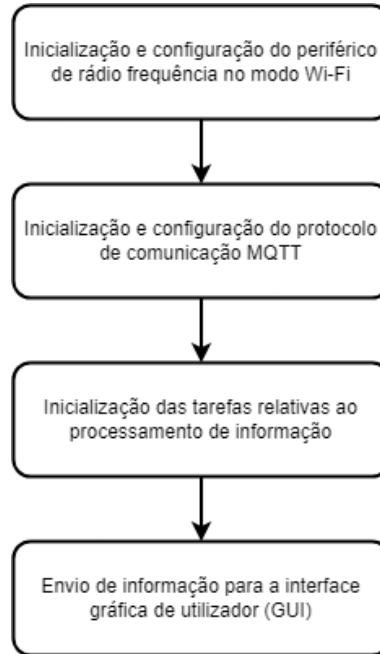 Inicialização e configuração do periférico
de rádio frequência no modo Wi-Fi
Inicialização e configuração do protocolo
de comunicação MQTT
Inicialização das tarefas relativas ao
processamento de informação
Envio de informação para a interface
gráfica de utilizador (GUI)